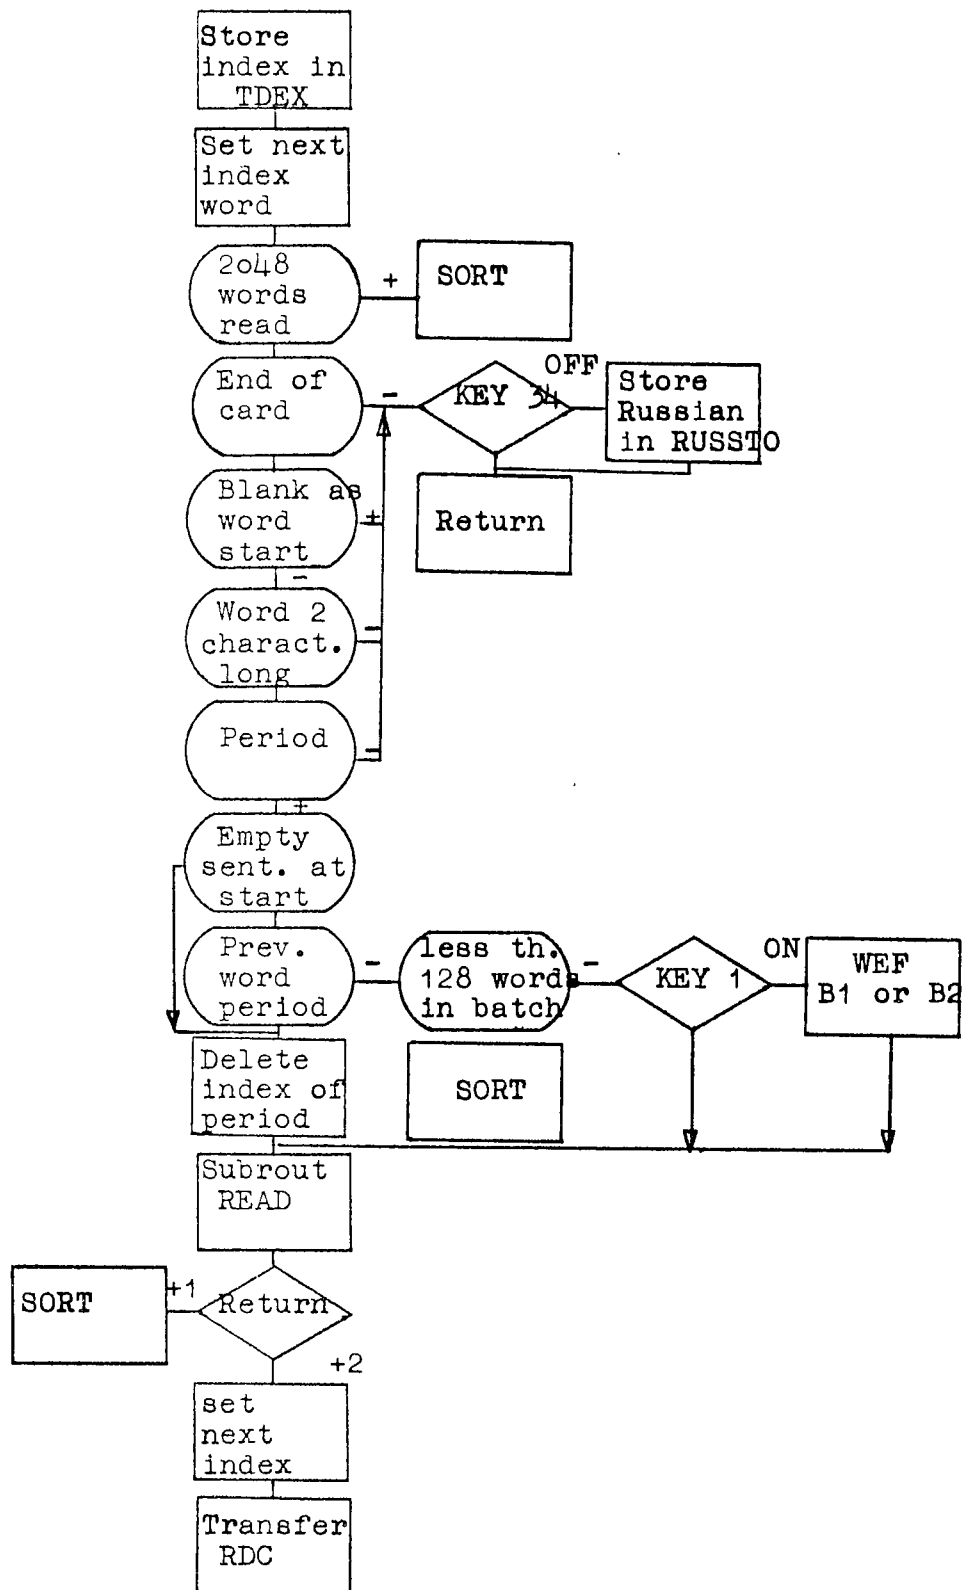 Store
index in
TDEX
Set next
index
word
2o48
words
read
+
SORT
End of
card
-
KEY 34
OFF
Store
Russian
in RUSSTO
Return
Blank as
word
start
+
-
Word 2
charact.
long
-
Period
-
+
Empty
sent. at
start
Prev.
word
period
-
less th.
128 words
in batch
-
KEY 1
ON
WEF
B1 or B2
Delete
index of
period
SORT
Subrout
READ
SORT
+1
Return
+2
set
next
index
Transfer
RDC